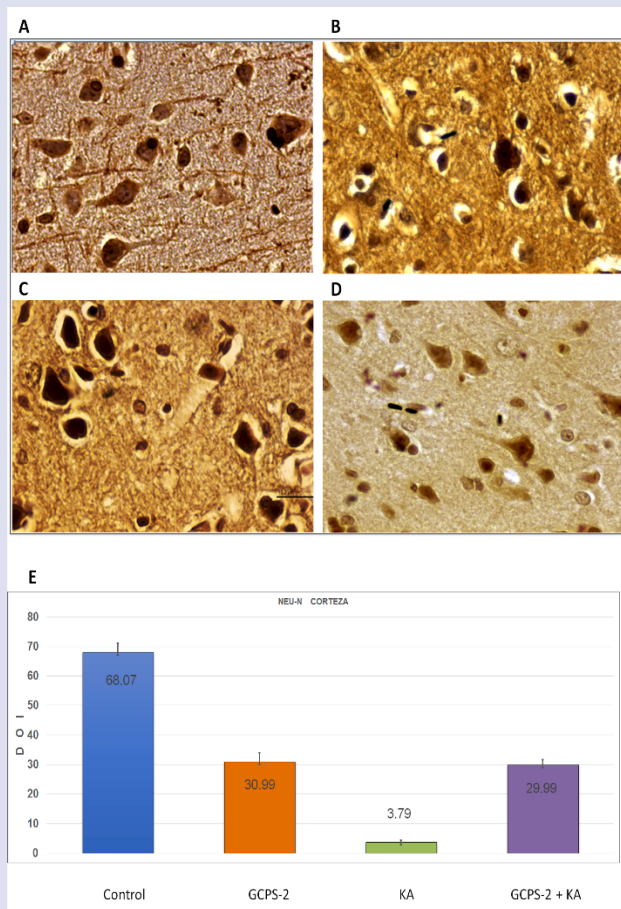 A
B
C
D
E
NEU-N CORTEZA
80
70
60
50
40
30
20
10
0
D O I
68.07
30.99
3.79
29.99
Control
GCPS-2
KA
GCPS-2 + KA